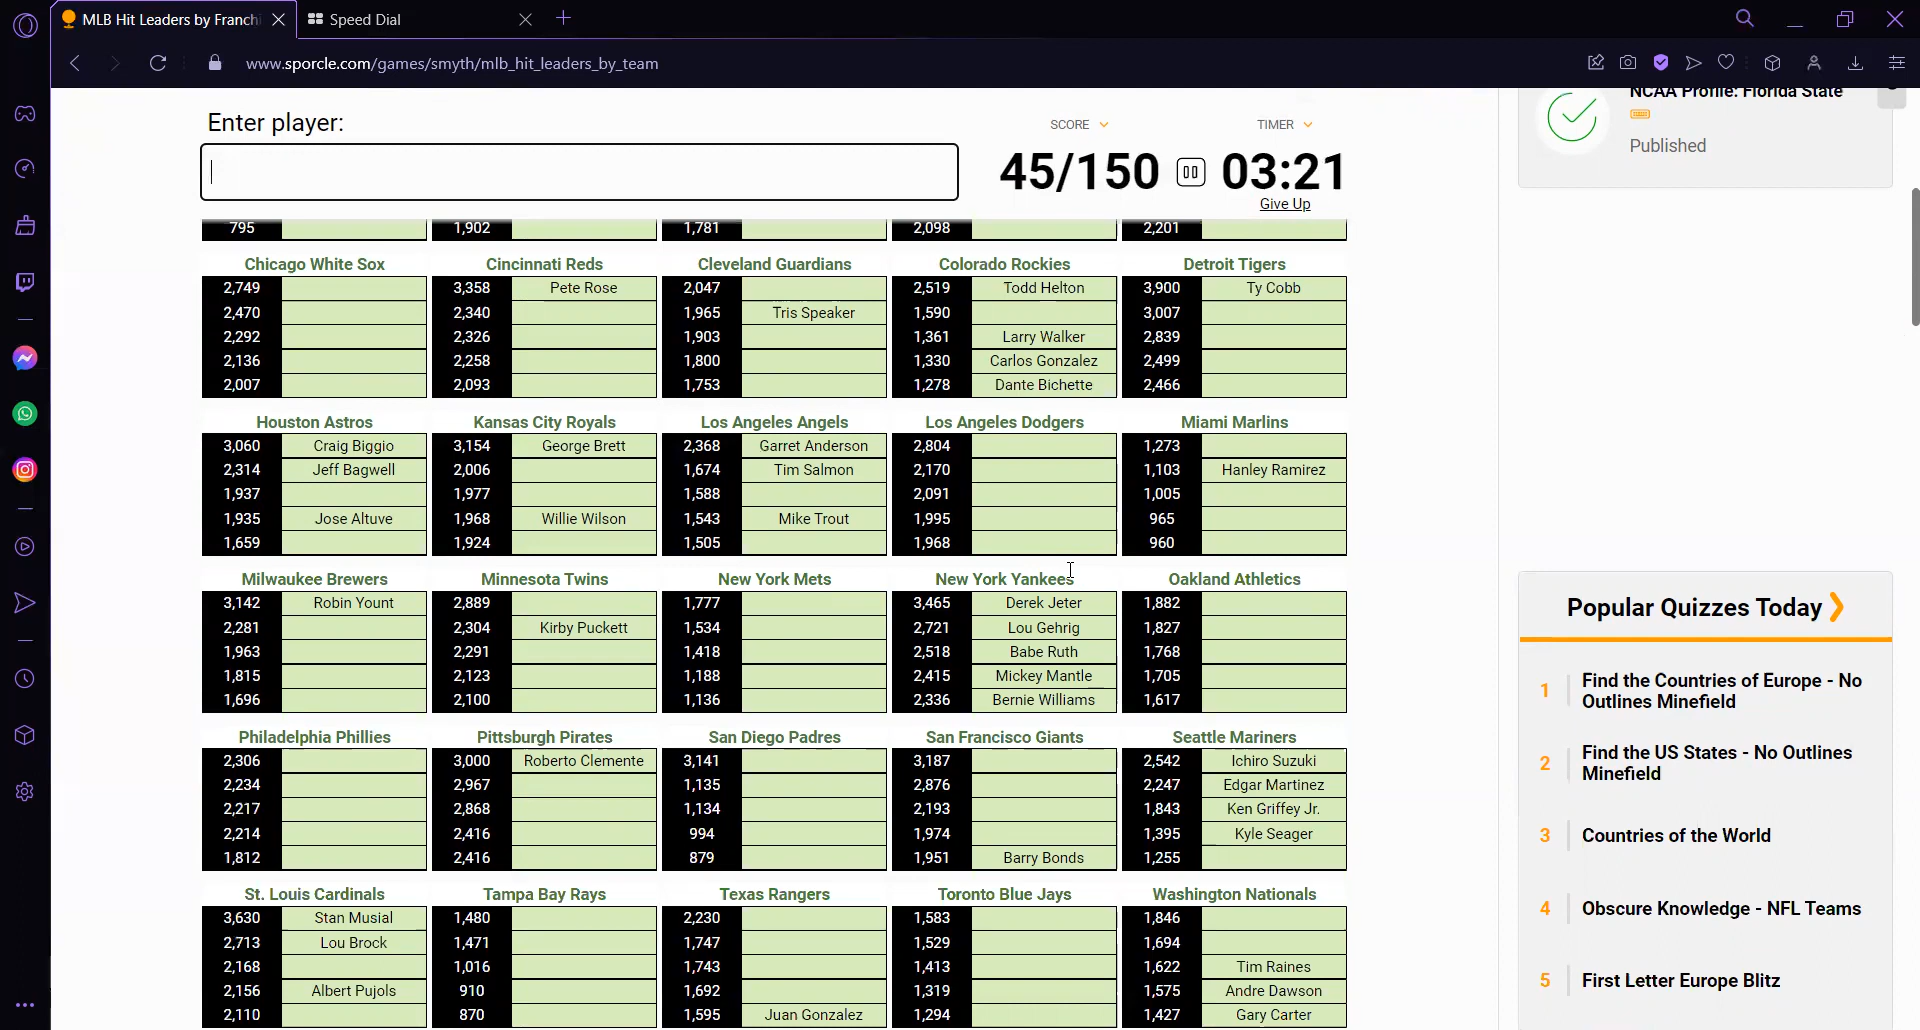 MLB Hit Leaders by Franchi
Speed Dial
www.sporcle.com/games/smyth/mlb_hit_leaders_by_team
Enter player:
SCORE
TIMER
45/150
03:21
Give Up
NCAA Profile: Florida State
Published
795 1,902 1,781 2,098 2,201
Chicago White Sox Cincinnati Reds Cleveland Guardians Colorado Rockies Detroit Tigers
2,749 3,358 Pete Rose 2,047 2,519 Todd Helton 3,900 Ty Cobb
2,470 2,340 1,965 Tris Speaker 1,590 3,007
2,292 2,326 1,903 1,361 Larry Walker 2,839
2,136 2,258 1,800 1,330 Carlos Gonzalez 2,499
2,007 2,093 1,753 1,278 Dante Bichette 2,466
Houston Astros Kansas City Royals Los Angeles Angels Los Angeles Dodgers Miami Marlins
3,060 Craig Biggio 3,154 George Brett 2,368 Garret Anderson 2,804 1,273
2,314 Jeff Bagwell 2,006 1,674 Tim Salmon 2,170 1,103 Hanley Ramirez
1,937 1,977 1,588 2,091 1,005
1,935 Jose Altuve 1,968 Willie Wilson 1,543 Mike Trout 1,995 965
1,659 1,924 1,505 1,968 960
Milwaukee Brewers Minnesota Twins New York Mets New York Yankees Oakland Athletics
3,142 Robin Yount 2,889 1,777 3,465 Derek Jeter 1,882
2,281 2,304 Kirby Puckett 1,534 2,721 Lou Gehrig 1,827
1,963 2,291 1,418 2,518 Babe Ruth 1,768
1,815 2,123 1,188 2,415 Mickey Mantle 1,705
1,696 2,100 1,136 2,336 Bernie Williams 1,617
Philadelphia Phillies Pittsburgh Pirates San Diego Padres San Francisco Giants Seattle Mariners
2,306 3,000 Roberto Clemente 3,141 3,187 2,542 Ichiro Suzuki
2,234 2,967 1,135 2,876 2,247 Edgar Martinez
2,217 2,868 1,134 2,193 1,843 Ken Griffey Jr.
2,214 2,416 994 1,974 1,395 Kyle Seager
1,812 2,416 879 1,951 Barry Bonds 1,255
St. Louis Cardinals Tampa Bay Rays Texas Rangers Toronto Blue Jays Washington Nationals
3,630 Stan Musial 1,480 2,230 1,583 1,846
2,713 Lou Brock 1,471 1,747 1,529 1,694
2,168 1,016 1,743 1,413 1,622 Tim Raines
2,156 Albert Pujols 910 1,692 1,319 1,575 Andre Dawson
2,110 870 1,595 Juan Gonzalez 1,294 1,427 Gary Carter
Popular Quizzes Today
1 Find the Countries of Europe - No
Outlines Minefield
2 Find the US States - No Outlines
Minefield
3 Countries of the World
4 Obscure Knowledge - NFL Teams
5 First Letter Europe Blitz